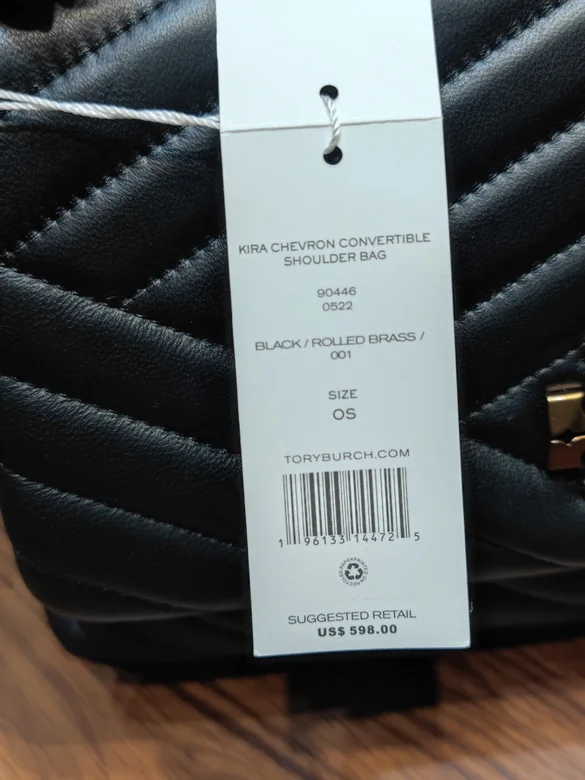 KIRA CHEVRON CONVERTIBLE
SHOULDER BAG
90446
0522
BLACK / ROLLED BRASS /
001
SIZE
OS
TORYBURCH.COM
1 96133 14472 5
SUGGESTED RETAIL
US$ 598.00